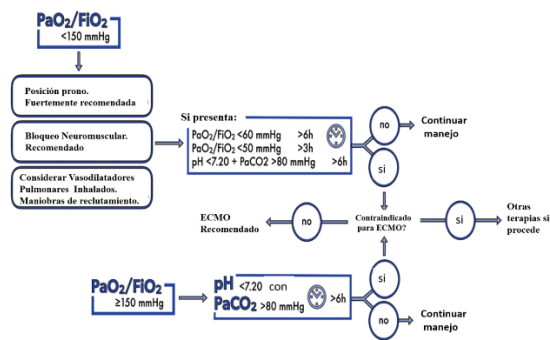 PaO2/FiO2
<150 mmHg
Posición prono.
Fuertemente recomendada
Bloqueo Neuromuscular.
Recomendado
Considerar Vasodilatadores
Pulmonares Inhalados.
Maniobras de reclutamiento.
Si presenta:
PaO2/FiO2 <60 mmHg >6h
PaO2/FiO2 <50 mmHg >3h
pH <7.20 + PaCO2 >80 mmHg >6h
no
Continuar
manejo
si
ECMO
Recomendado
no
Contraindicado
para ECMO?
si
Otras
terapias si
procede
PaO2/FiO2
≥150 mmHg
pH <7.20 con
PaCO2 >80 mmHg
>6h
si
no
Continuar
manejo